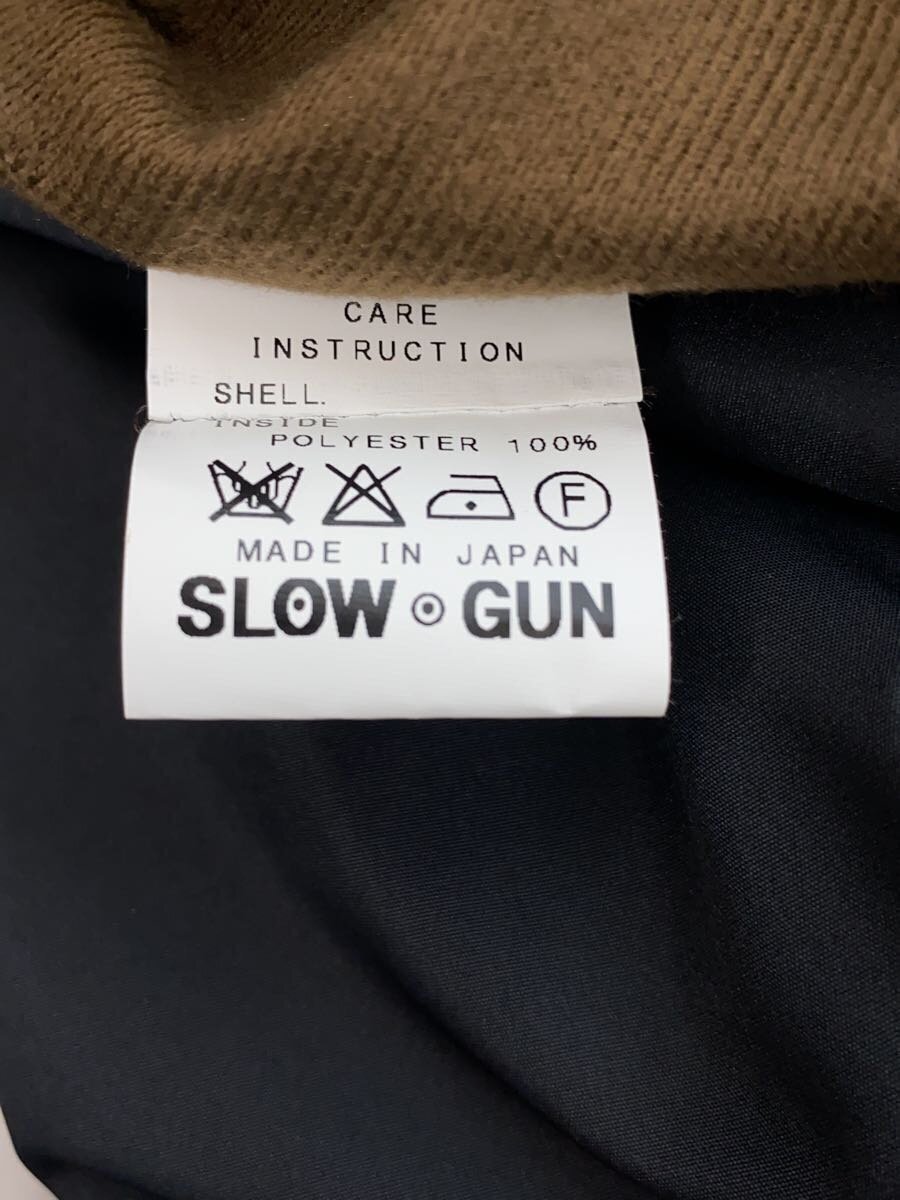 CARE
INSTRUCTION
SHELL.
INSIDE
POLYESTER 100%
F
MADE IN JAPAN
SLOW GUN